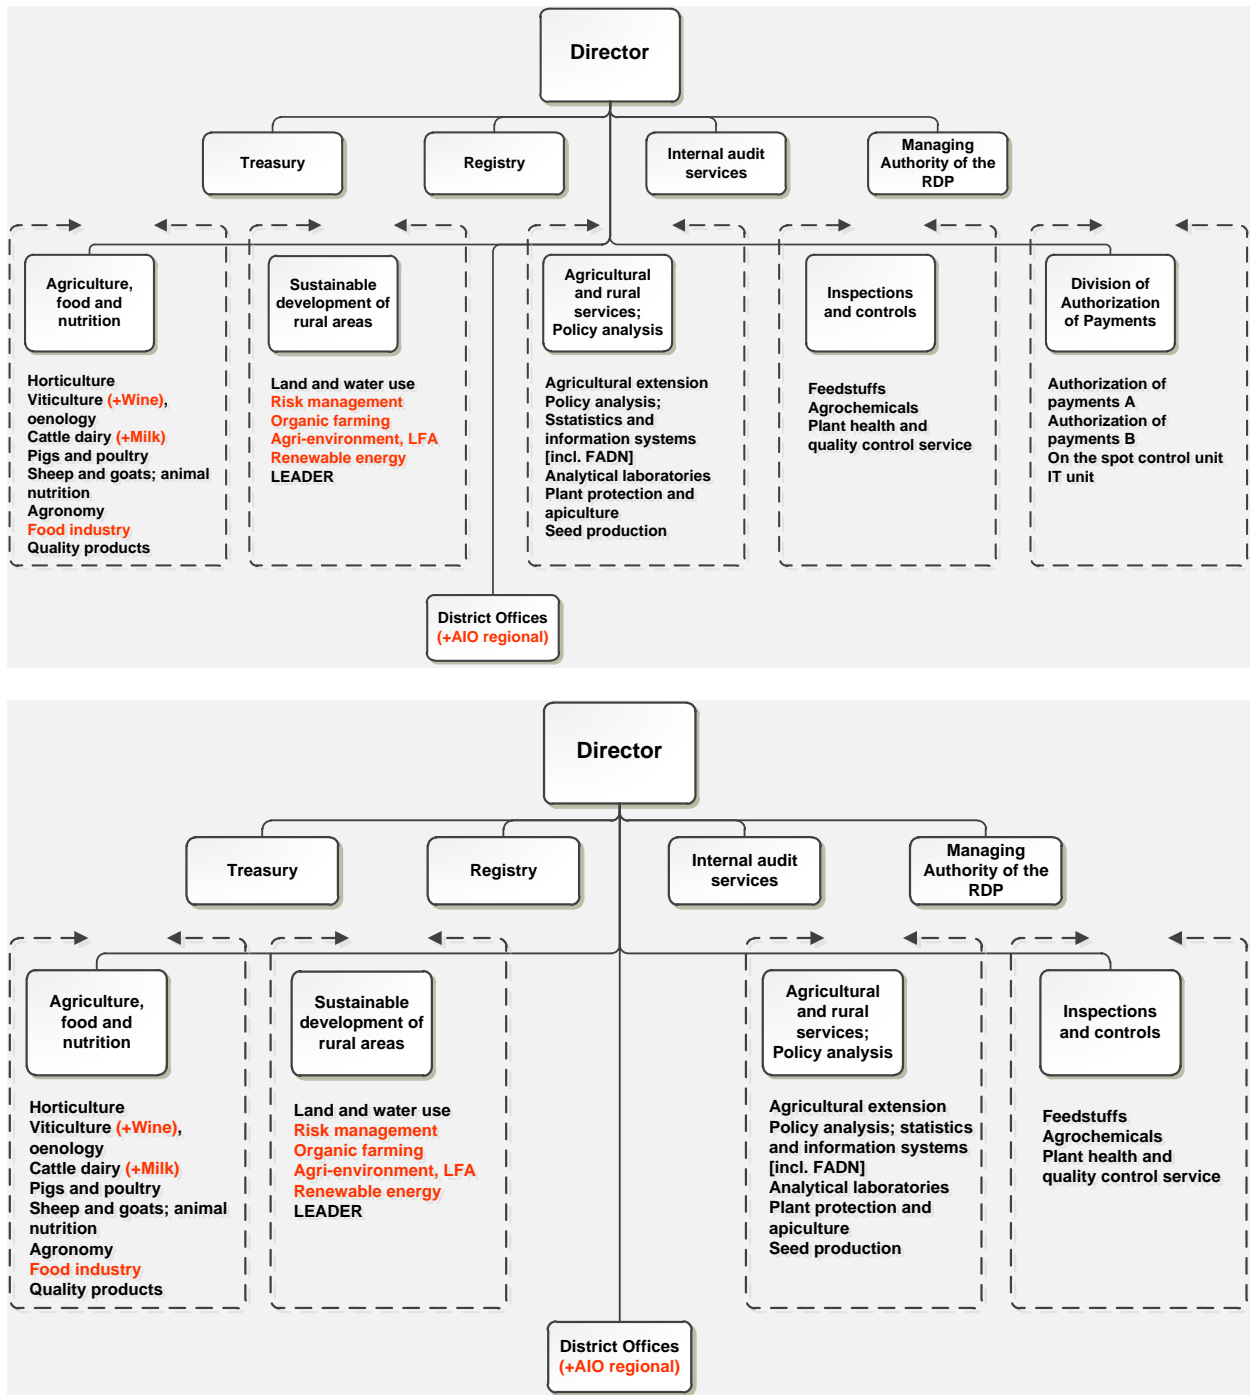 Director
Treasury
Registry
Internal audit
services
Managing
Authority of the
RDP
Agriculture,
food and
nutrition
Horticulture
Viticulture (+Wine),
oenology
Cattle dairy (+Milk)
Pigs and poultry
Sheep and goats; animal
nutrition
Agronomy
Food industry
Quality products
Sustainable
development of
rural areas
Land and water use
Risk management
Organic farming
Agri-environment, LFA
Renewable energy
LEADER
Agricultural
and rural
services;
Policy analysis
Agricultural extension
Policy analysis;
Sstatistics and
information systems
[incl. FADN]
Analytical laboratories
Plant protection and
apiculture
Seed production
Inspections
and controls
Feedstuffs
Agrochemicals
Plant health and
quality control service
Division of
Authorization
of Payments
Authorization of
payments A
Authorization of
payments B
On the spot control unit
IT unit
District Offices
(+AIO regional)
Director
Treasury
Registry
Internal audit
services
Managing
Authority of the
RDP
Agriculture,
food and
nutrition
Horticulture
Viticulture (+Wine),
oenology
Cattle dairy (+Milk)
Pigs and poultry
Sheep and goats; animal
nutrition
Agronomy
Food industry
Quality products
Sustainable
development of
rural areas
Land and water use
Risk management
Organic farming
Agri-environment, LFA
Renewable energy
LEADER
Agricultural
and rural
services;
Policy analysis
Agricultural extension
Policy analysis; statistics
and information systems
[incl. FADN]
Analytical laboratories
Plant protection and
apiculture
Seed production
Inspections
and controls
Feedstuffs
Agrochemicals
Plant health and
quality control service
District Offices
(+AIO regional)